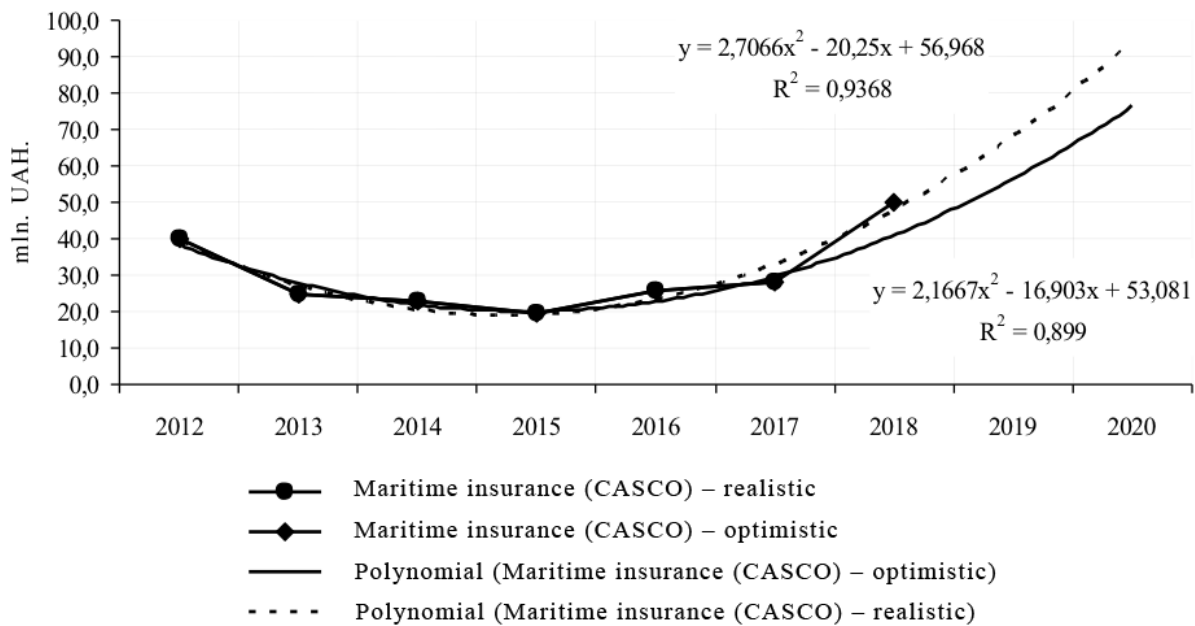 100,0
90,0
80,0
70,0
60,0
50,0
40,0
30,0
20,0
10,0
0,0
mln. UAH.
y = 2,7066x² - 20,25x + 56,968
R² = 0,9368
y = 2,1667x² - 16,903x + 53,081
R² = 0,899
2012 2013 2014 2015 2016 2017 2018 2019 2020
Maritime insurance (CASCO) – realistic
Maritime insurance (CASCO) – optimistic
Polynomial (Maritime insurance (CASCO) – optimistic)
Polynomial (Maritime insurance (CASCO) – realistic)